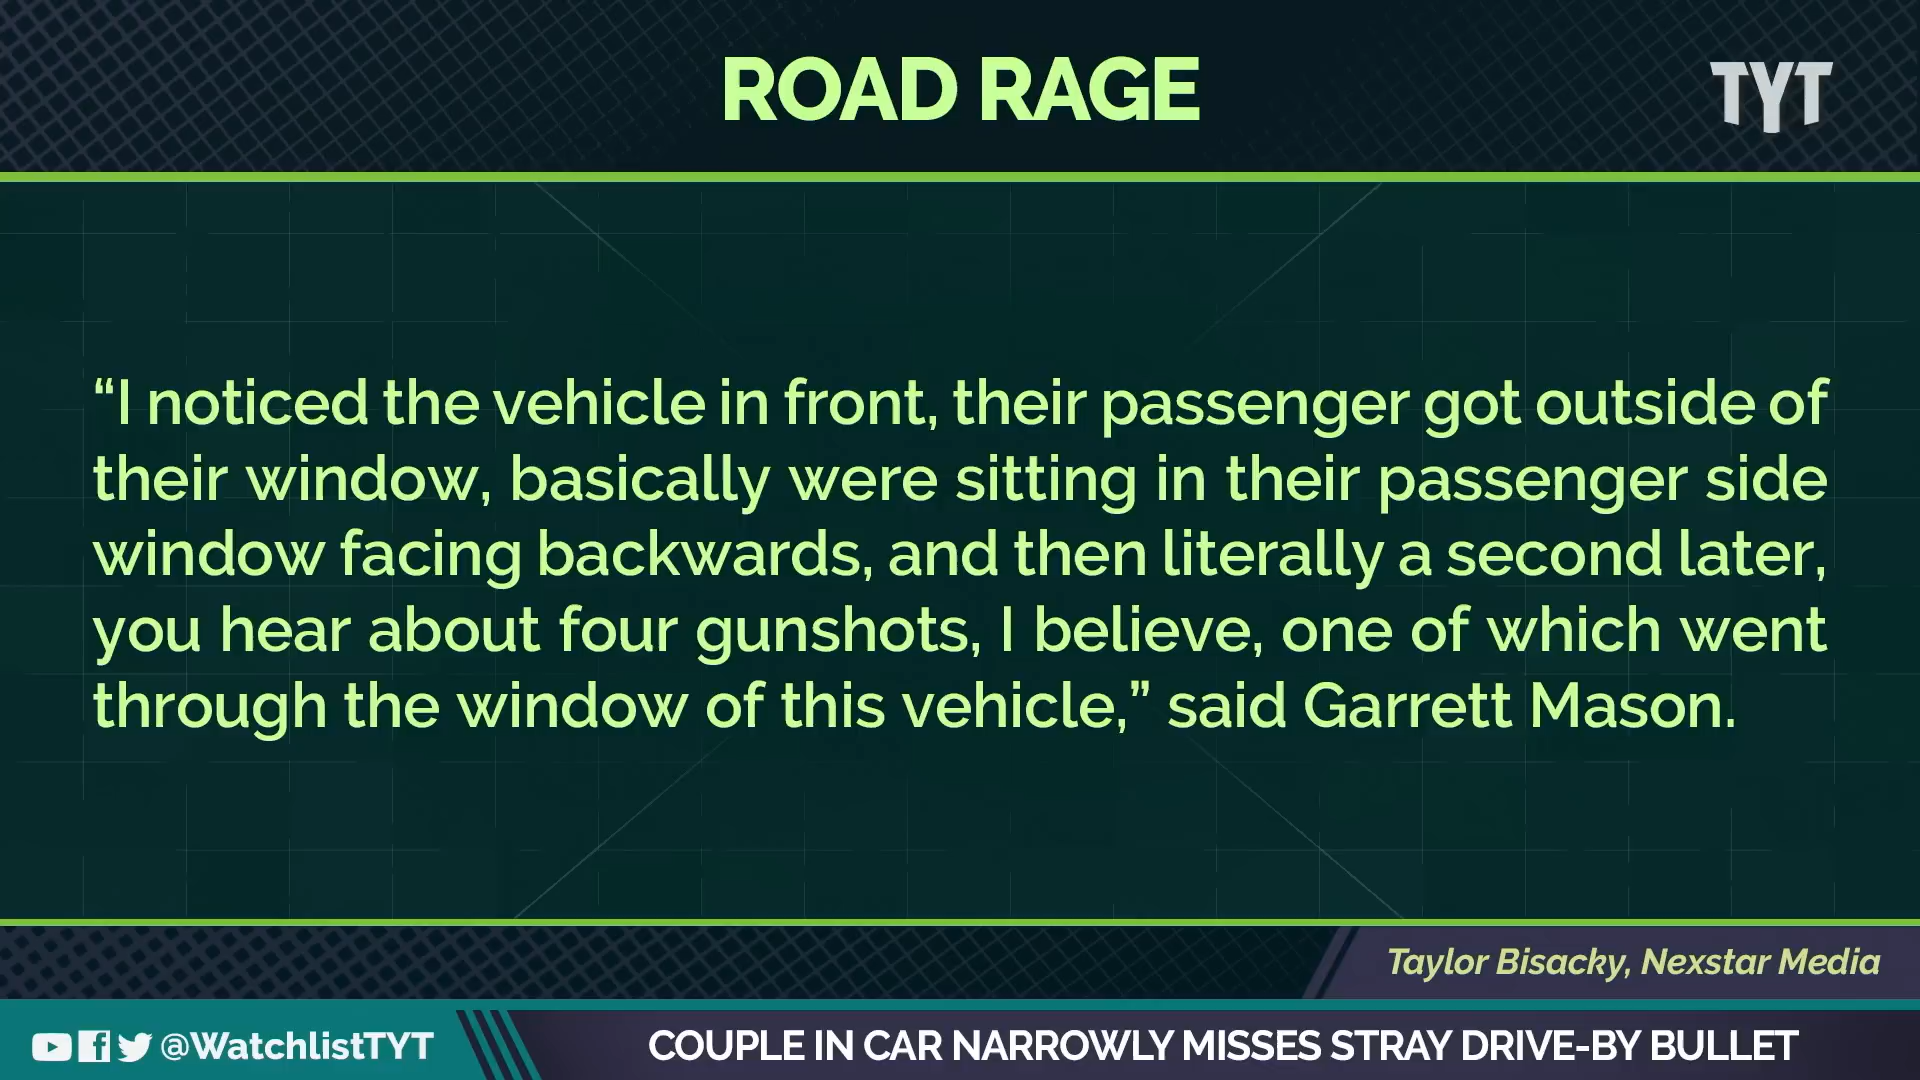 ROAD RAGE
TYT
“I noticed the vehicle in front, their passenger got outside of
their window, basically were sitting in their passenger side
window facing backwards, and then literally a second later,
you hear about four gunshots, I believe, one of which went
through the window of this vehicle,” said Garrett Mason.
Taylor Bisacky, Nexstar Media
@WatchlistTYT
COUPLE IN CAR NARROWLY MISSES STRAY DRIVE-BY BULLET